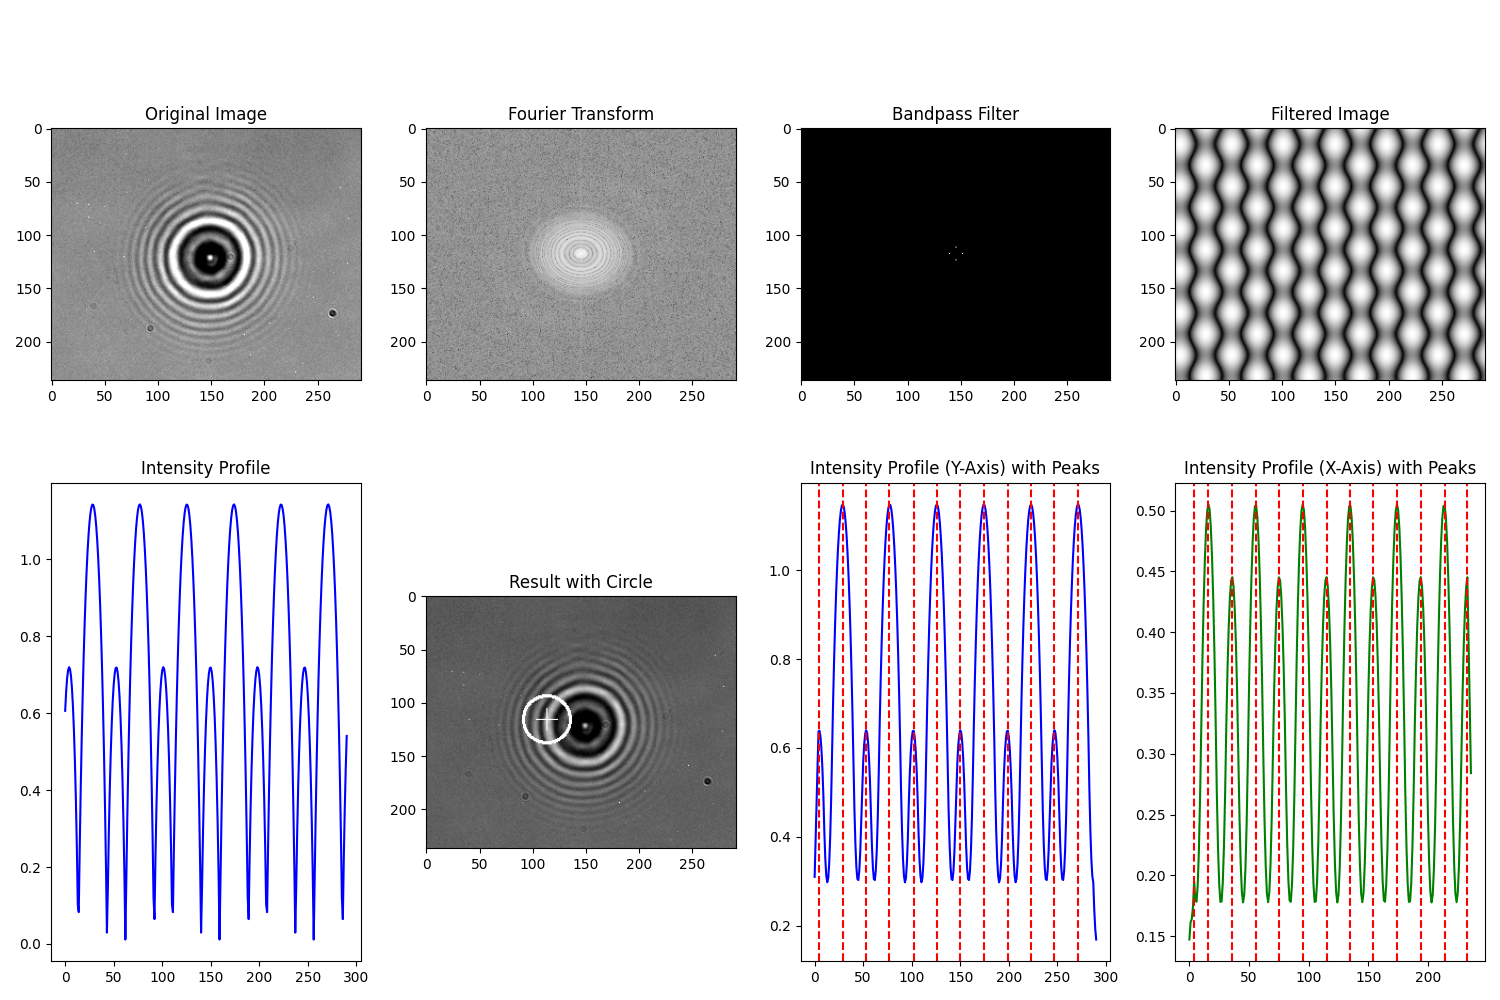 Original Image
Fourier Transform
Bandpass Filter
Filtered Image
0
50
100
150
200
0 50 100 150 200 250
0
50
100
150
200
0 50 100 150 200 250
0
50
100
150
200
0 50 100 150 200 250
0
50
100
150
200
0 50 100 150 200 250
Intensity Profile
1.0
0.8
0.6
0.4
0.2
0.0
0 50 100 150 200 250 300
Result with Circle
0
50
100
150
200
0 50 100 150 200 250
Intensity Profile (Y-Axis) with Peaks
1.0
0.8
0.6
0.4
0.2
0 50 100 150 200 250 300
Intensity Profile (X-Axis) with Peaks
0.50
0.45
0.40
0.35
0.30
0.25
0.20
0.15
0 50 100 150 200